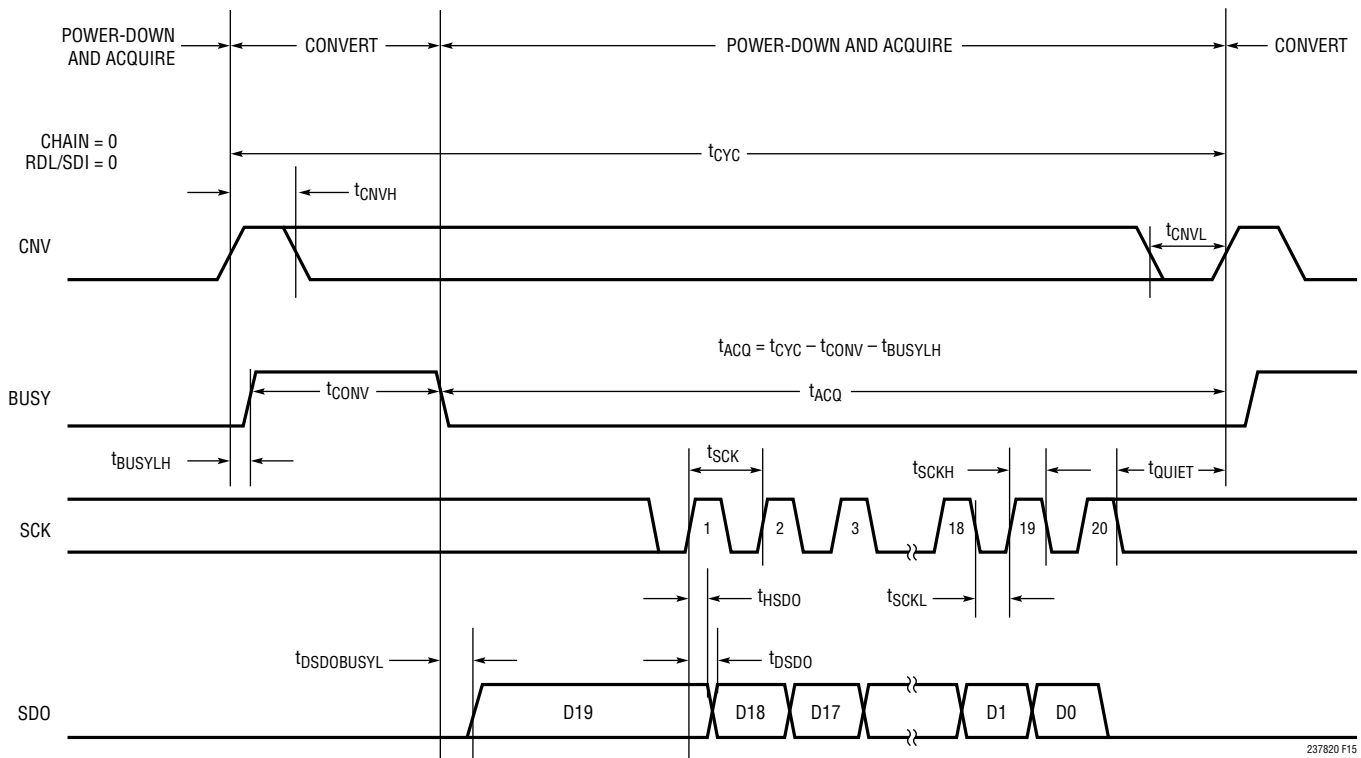 POWER-DOWN
AND ACQUIRE
CONVERT
POWER-DOWN AND ACQUIRE
CONVERT
CHAIN = 0
RDL/SDI = 0
tCYC
tCNVH
CNV
tCNVL
tACQ = tCYC – tCONV – tBUSYLH
BUSY
tCONV
tACQ
tBUSYLH
tSCK
tSCKH
tQUIET
SCK
1
2
3
18
19
20
tHSDO
tSCKL
tDSDOBUSYL
tDSDO
SDO
D19
D18
D17
D1
D0
237820 F15